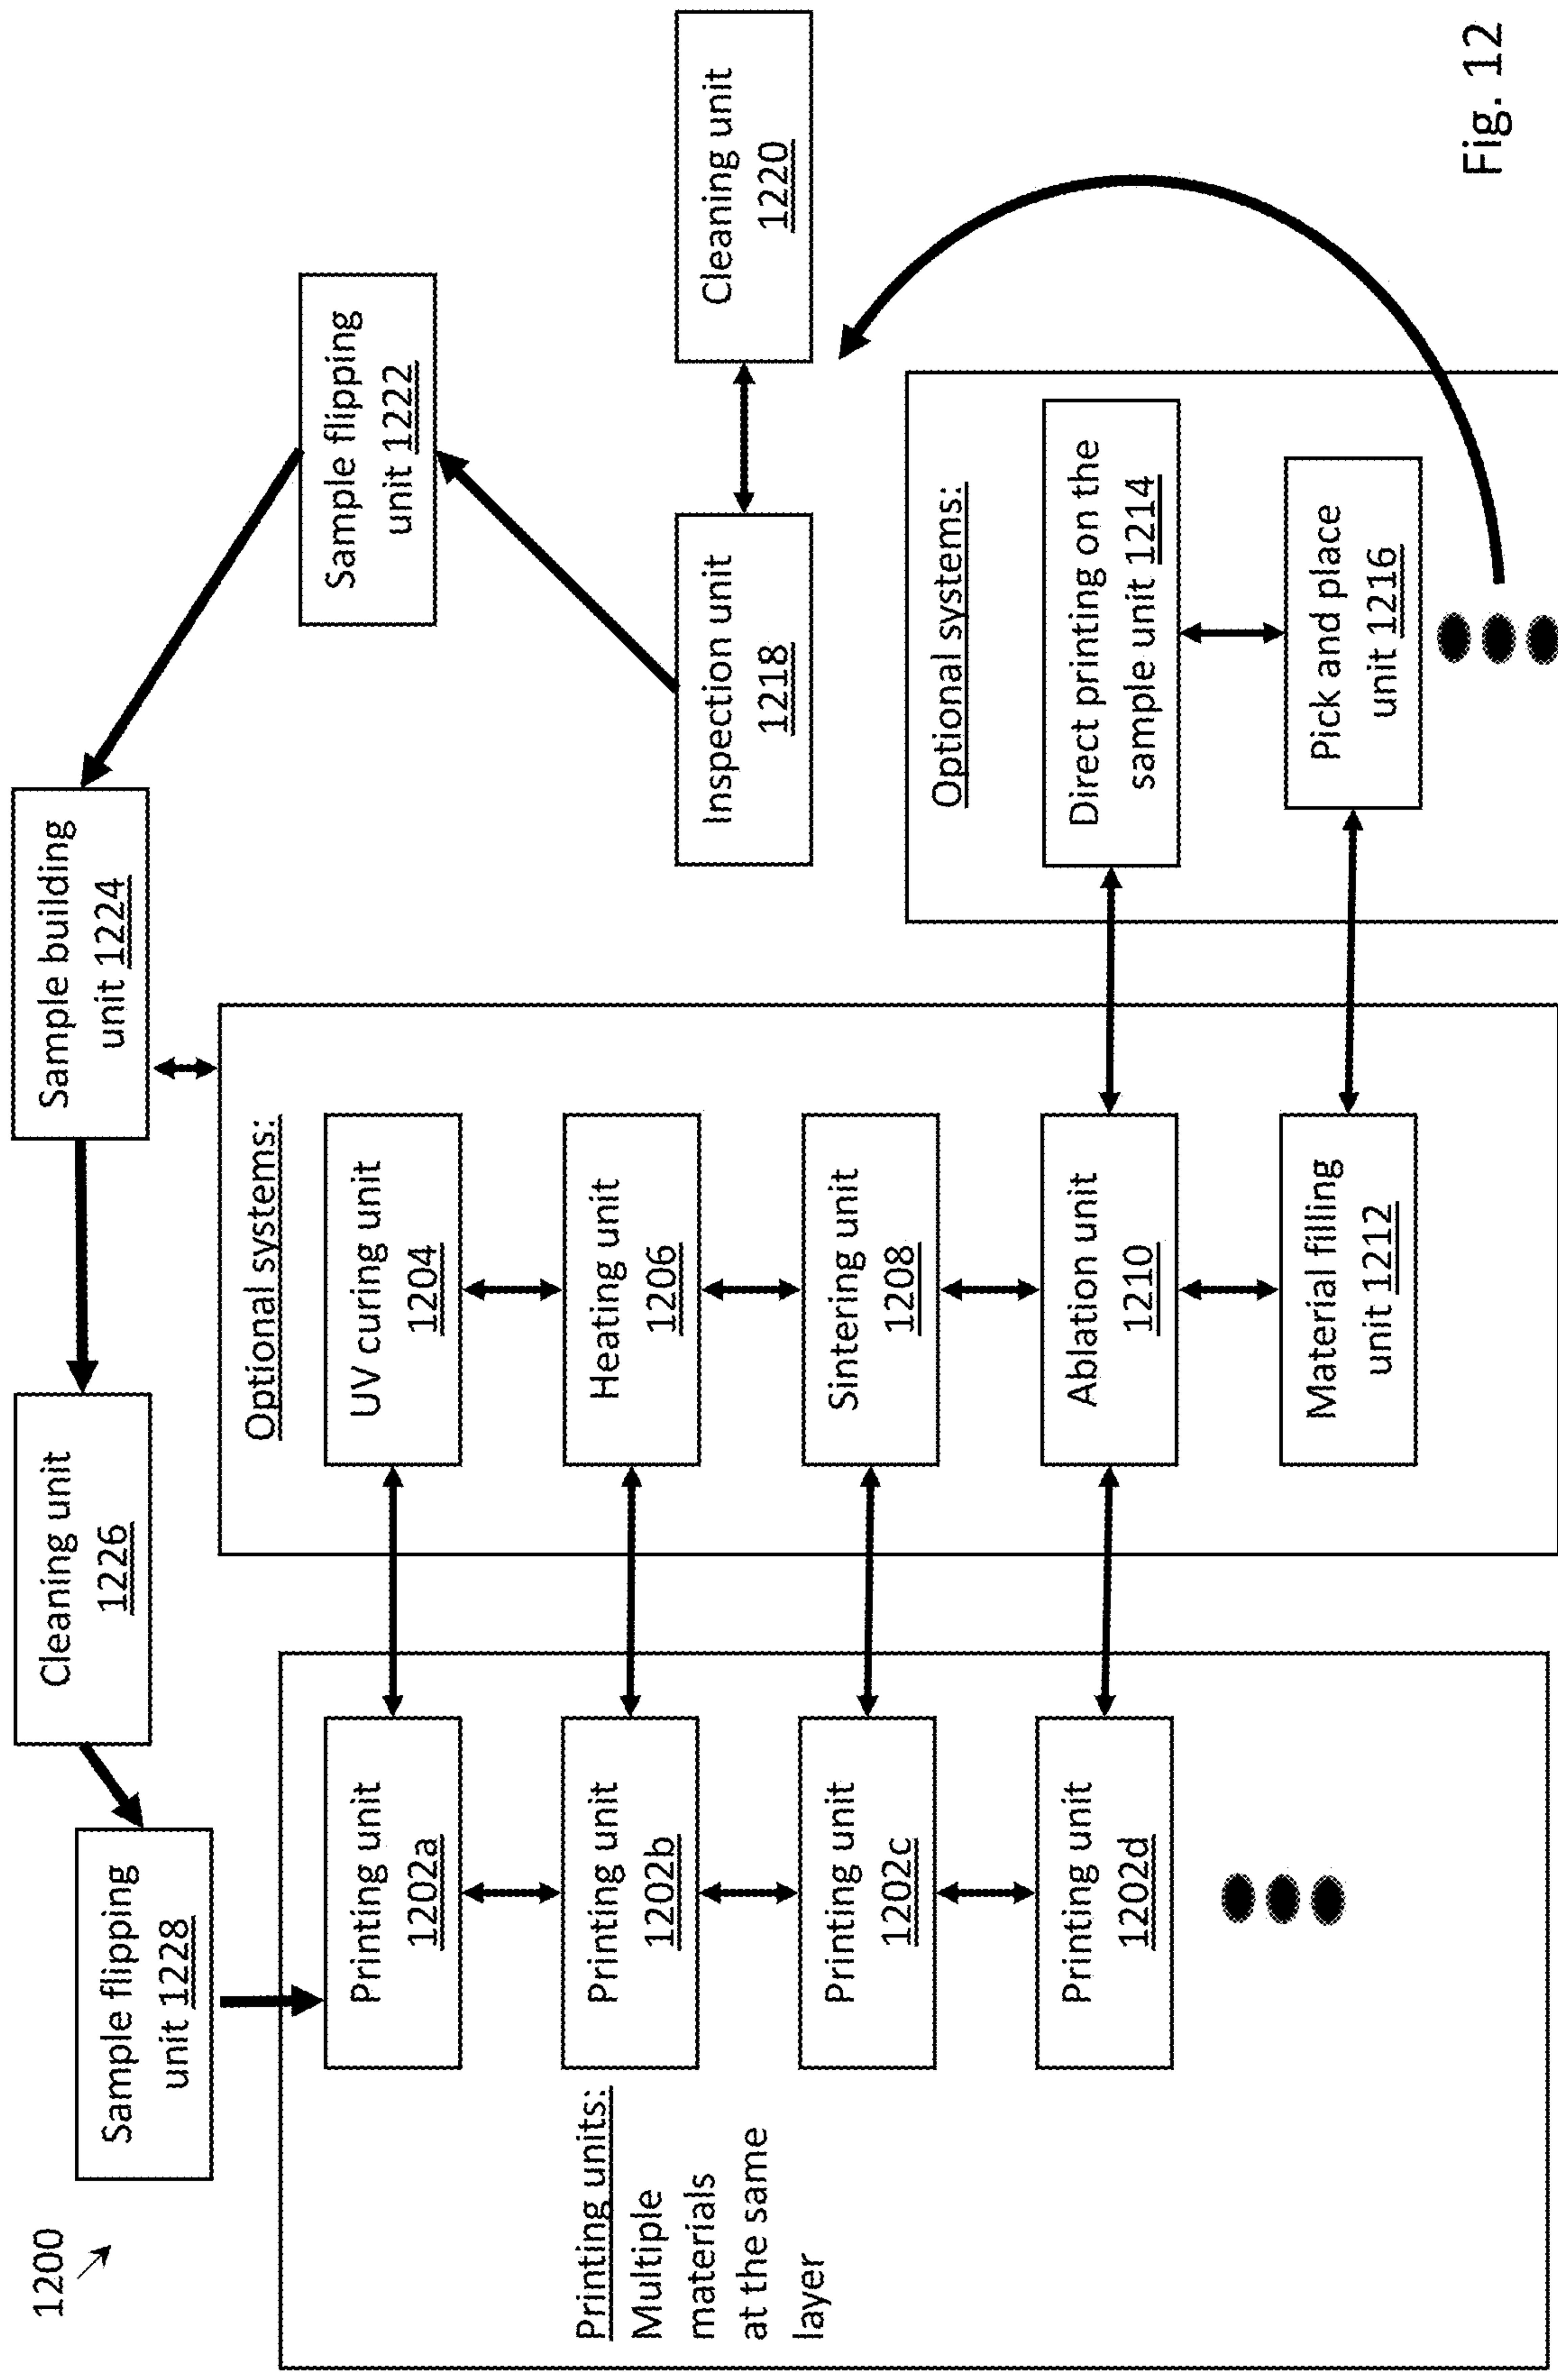 1200
Sample flipping
unit 1228
Cleaning unit
1226
Sample building
unit 1224
Sample flipping
unit 1222
Printing units:
Multiple
materials
at the same
layer
Printing unit
1202a
Printing unit
1202b
Printing unit
1202c
Printing unit
1202d
Optional systems:
UV curing unit
1204
Heating unit
1206
Sintering unit
1208
Ablation unit
1210
Material filling
unit 1212
Inspection unit
1218
Cleaning unit
1220
Optional systems:
Direct printing on the
sample unit 1214
Pick and place
unit 1216
Fig. 12